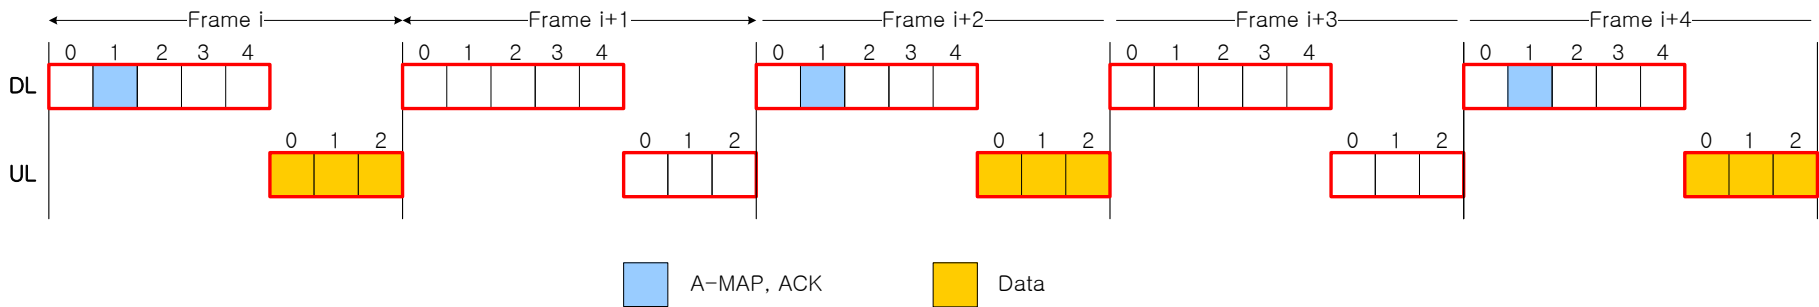 Frame i Frame i+1 Frame i+2 Frame i+3 Frame i+4
0 1 2 3 4 0 1 2 3 4 0 1 2 3 4 0 1 2 3 4 0 1 2 3 4
DL
0 1 2 0 1 2 0 1 2 0 1 2 0 1 2
UL
A-MAP, ACK Data